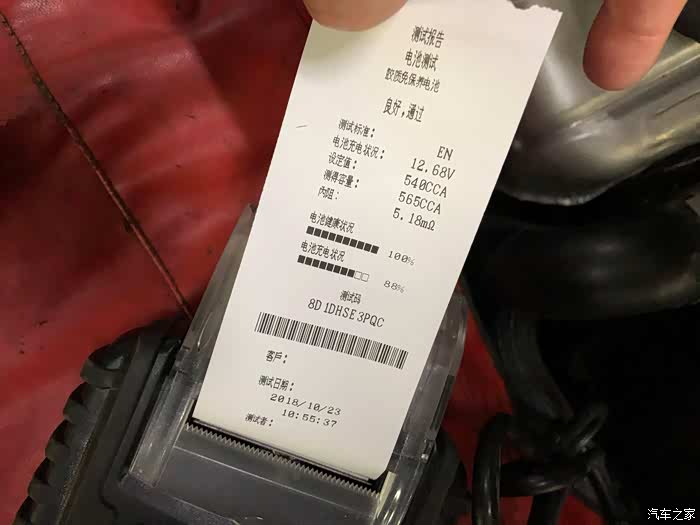 测试报告
电池测试
胶质免保养电池
良好，通过
测试标准： EN
电池充电状况： 12.68V
设定值： 540CCA
测得容量： 565CCA
内阻： 5.18mΩ
电池健康状况
100%
电池充电状况
88%
测试码
8D1DHSE3PQC
客户：
测试日期：
2018/10/23
10:55:37
测试者：
汽车之家